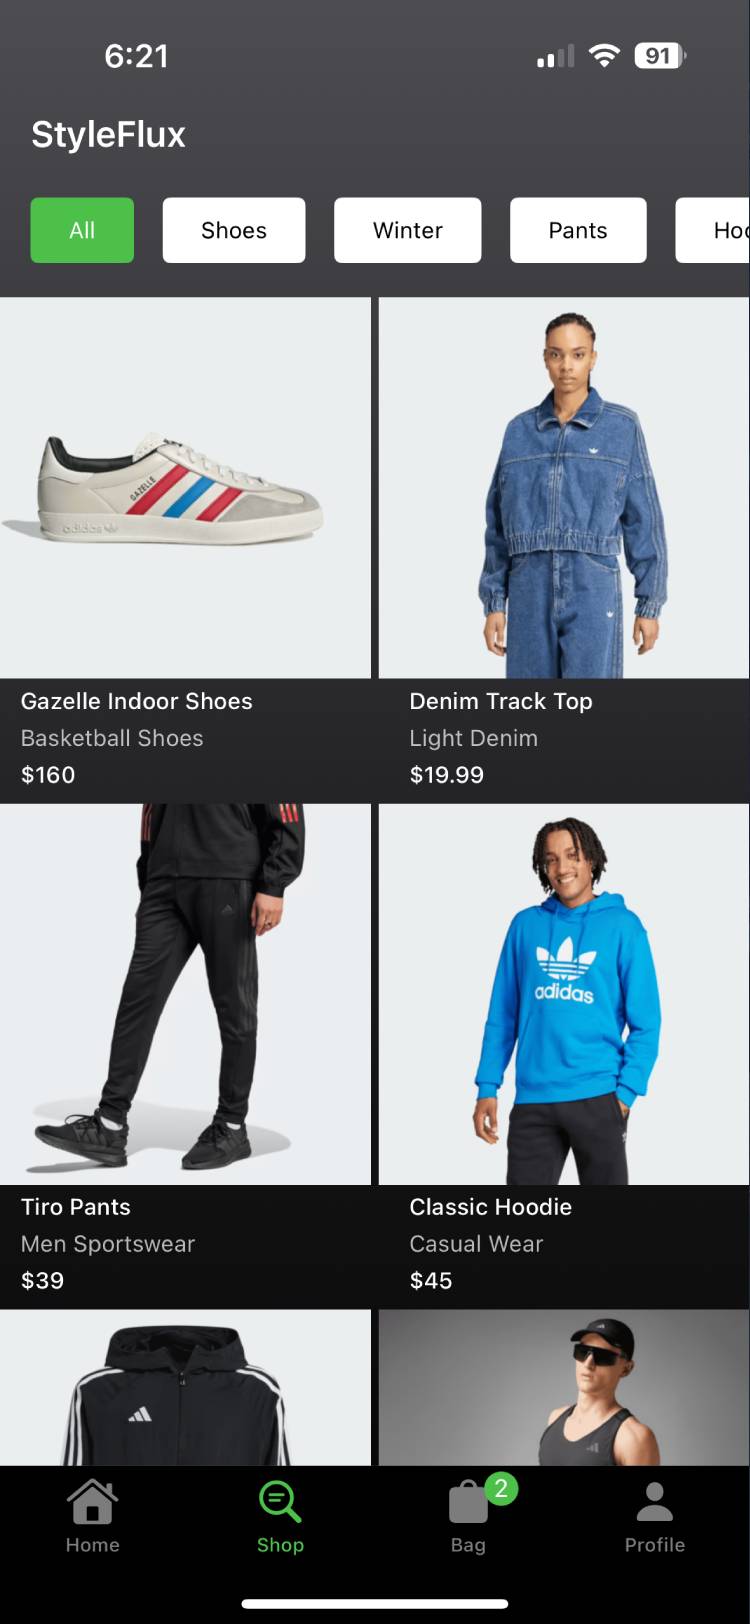 6:21
91
StyleFlux
All
Shoes
Winter
Pants
GAZELLE
adidas
Gazelle Indoor Shoes
Denim Track Top
Basketball Shoes
Light Denim
$160
$19.99
adidas
Tiro Pants
Classic Hoodie
Men Sportswear
Casual Wear
$39
$45
2
Home
Shop
Bag
Profile